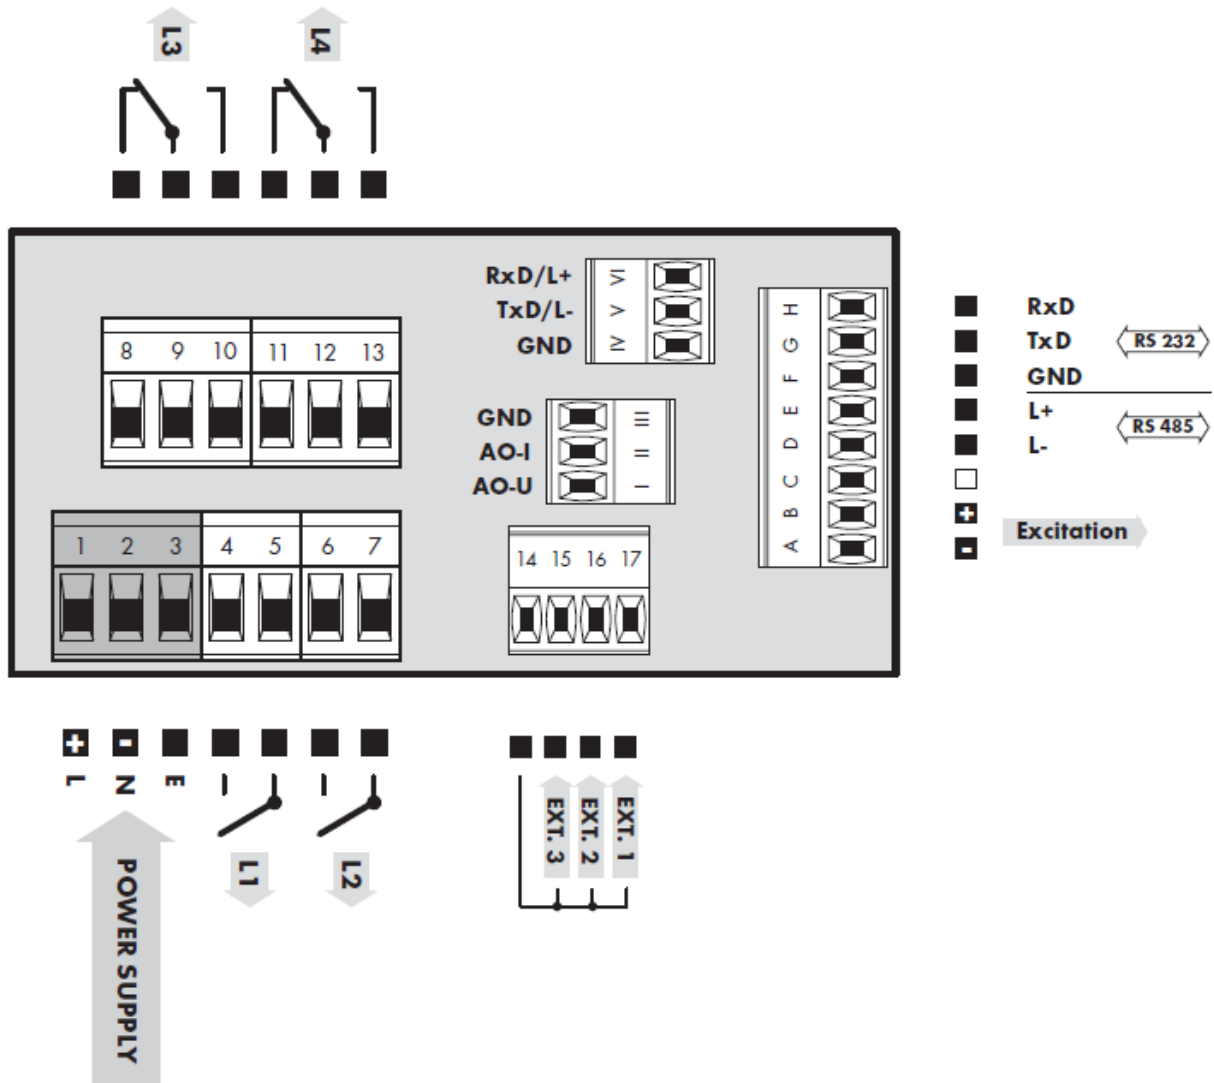 L3 L4
RxD/L+ VI
TxD/L- V
GND IV
8 9 10 11 12 13
GND III
AO-I II
AO-U I
1 2 3 4 5 6 7
14 15 16 17
H
G
F
E
D
C
B
A
RxD
TxD RS 232
GND
L+ RS 485
L-
+
- Excitation
+ -
L N E
L1 L2
EXT. 3 EXT. 2 EXT. 1
POWER SUPPLY